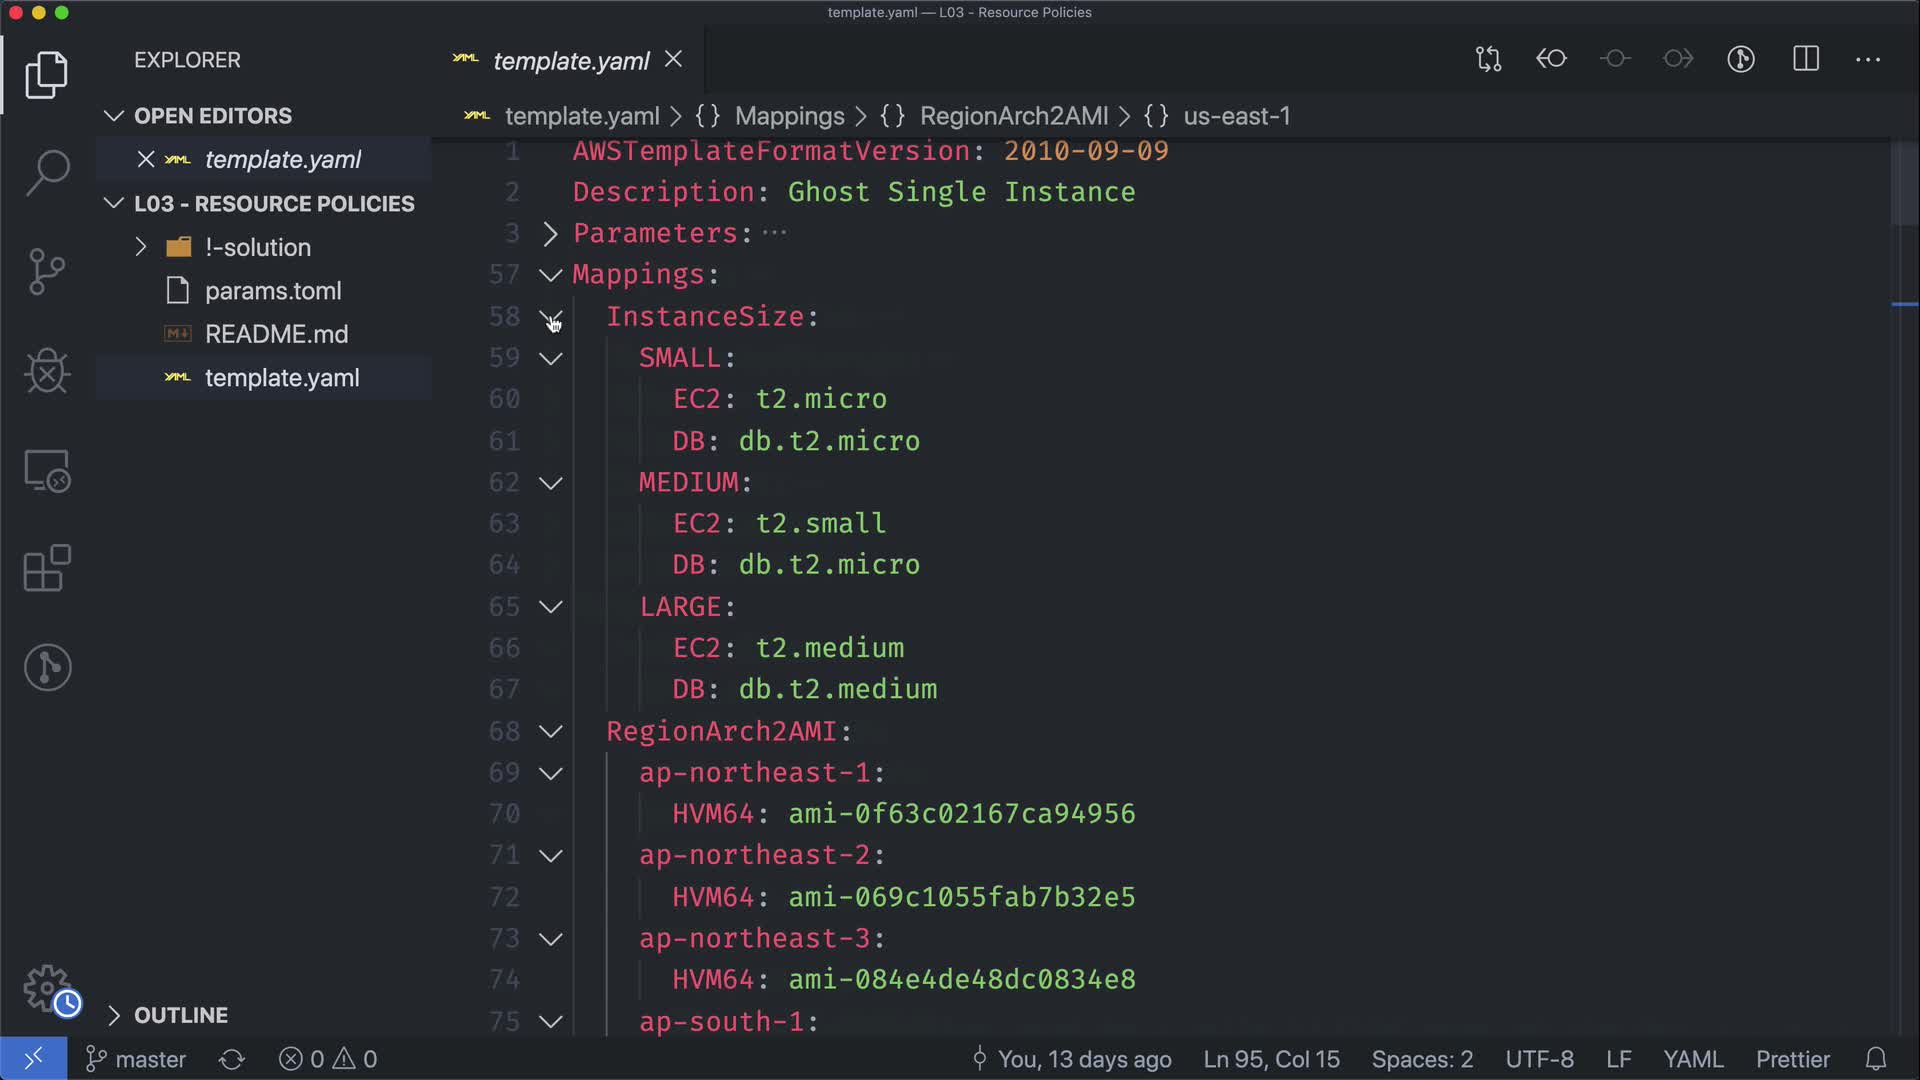 template.yaml — L03 - Resource Policies
EXPLORER
OPEN EDITORS
YAML template.yaml
L03 - RESOURCE POLICIES
!-solution
params.toml
M↓ README.md
YAML template.yaml
OUTLINE
YAML template.yaml
YAML template.yaml > {} Mappings > {} RegionArch2AMI > {} us-east-1
1 AWSTemplateFormatVersion: 2010-09-09
2 Description: Ghost Single Instance
3 Parameters: ···
57 Mappings:
58 InstanceSize:
59 SMALL:
60 EC2: t2.micro
61 DB: db.t2.micro
62 MEDIUM:
63 EC2: t2.small
64 DB: db.t2.micro
65 LARGE:
66 EC2: t2.medium
67 DB: db.t2.medium
68 RegionArch2AMI:
69 ap-northeast-1:
70 HVM64: ami-0f63c02167ca94956
71 ap-northeast-2:
72 HVM64: ami-069c1055fab7b32e5
73 ap-northeast-3:
74 HVM64: ami-084e4de48dc0834e8
75 ap-south-1:
master 0 0 You, 13 days ago Ln 95, Col 15 Spaces: 2 UTF-8 LF YAML Prettier